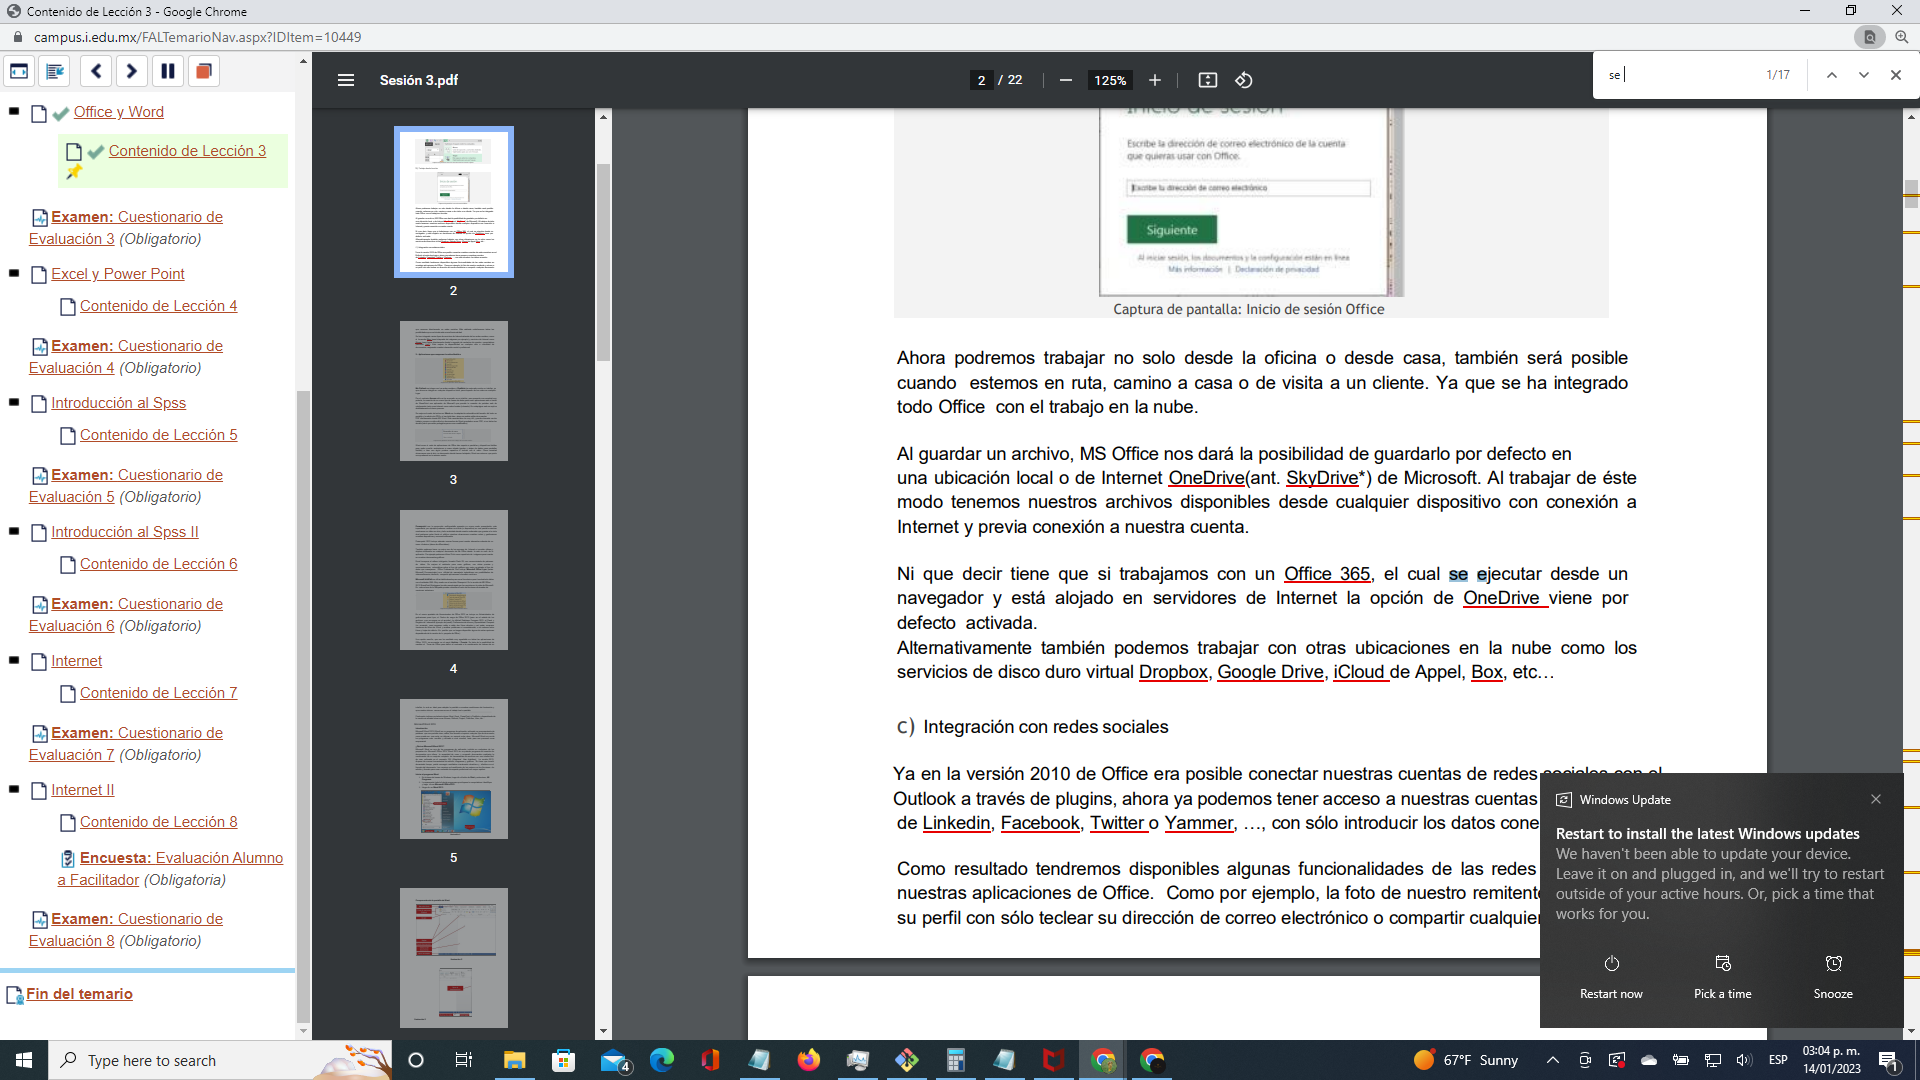 Contenido de Lección 3 - Google Chrome
campus.i.edu.mx/FALTemarioNav.aspx?IDItem=10449
Sesión 3.pdf
2 / 22
125%
se
1/17
Office y Word
Contenido de Lección 3
Examen: Cuestionario de
Evaluación 3 (Obligatorio)
Excel y Power Point
Contenido de Lección 4
Examen: Cuestionario de
Evaluación 4 (Obligatorio)
Introducción al Spss
Contenido de Lección 5
Examen: Cuestionario de
Evaluación 5 (Obligatorio)
Introducción al Spss II
Contenido de Lección 6
Examen: Cuestionario de
Evaluación 6 (Obligatorio)
Internet
Contenido de Lección 7
Examen: Cuestionario de
Evaluación 7 (Obligatorio)
Internet II
Contenido de Lección 8
Encuesta: Evaluación Alumno
a Facilitador (Obligatoria)
Examen: Cuestionario de
Evaluación 8 (Obligatorio)
Fin del temario
2
3
4
5
Inicio de sesión
Escribe la dirección de correo electrónico de la cuenta
que quieras usar con Office.
Escribe tu dirección de correo electrónico
Siguiente
Al iniciar sesión, los documentos y la configuración están en línea
Más información | Declaración de privacidad
Captura de pantalla: Inicio de sesión Office
Ahora podremos trabajar no solo desde la oficina o desde casa, también será posible
cuando estemos en ruta, camino a casa o de visita a un cliente. Ya que se ha integrado
todo Office con el trabajo en la nube.
Al guardar un archivo, MS Office nos dará la posibilidad de guardarlo por defecto en
una ubicación local o de Internet OneDrive(ant. SkyDrive*) de Microsoft. Al trabajar de éste
modo tenemos nuestros archivos disponibles desde cualquier dispositivo con conexión a
Internet y previa conexión a nuestra cuenta.
Ni que decir tiene que si trabajamos con un Office 365, el cual se ejecutar desde un
navegador y está alojado en servidores de Internet la opción de OneDrive viene por
defecto activada.
Alternativamente también podemos trabajar con otras ubicaciones en la nube como los
servicios de disco duro virtual Dropbox, Google Drive, iCloud de Appel, Box, etc…
c) Integración con redes sociales
Ya en la versión 2010 de Office era posible conectar nuestras cuentas de redes sociales con el
Outlook a través de plugins, ahora ya podemos tener acceso a nuestras cuentas
de Linkedin, Facebook, Twitter o Yammer, …, con sólo introducir los datos cone
Como resultado tendremos disponibles algunas funcionalidades de las redes
nuestras aplicaciones de Office. Como por ejemplo, la foto de nuestro remitente
su perfil con sólo teclear su dirección de correo electrónico o compartir cualquier
Windows Update
Restart to install the latest Windows updates
We haven't been able to update your device.
Leave it on and plugged in, and we'll try to restart
outside of your active hours. Or, pick a time that
works for you.
Restart now
Pick a time
Snooze
Type here to search
4
67°F Sunny
ESP
03:04 p. m.
14/01/2023
1